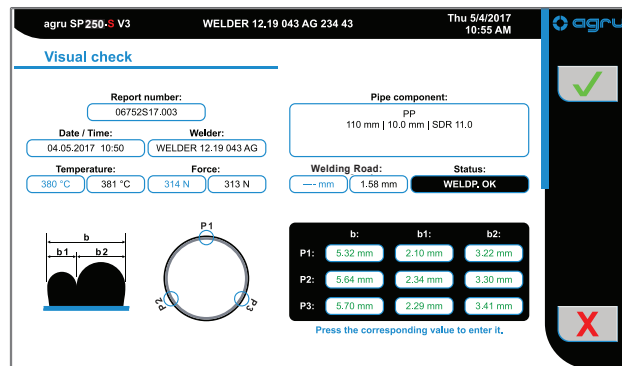 agru SP250-S V3 WELDER 12.19 043 AG 234 43 Thu 5/4/2017
10:55 AM
agru
Visual check
Report number:
06752S17.003
Pipe component:
PP
110 mm | 10.0 mm | SDR 11.0
Date / Time: Welder:
04.05.2017 10:50 WELDER 12.19 043 AG
Temperature: Force:
380 °C 381 °C 314 N 313 N
Welding Road: Status:
–-- mm 1.58 mm WELDP. OK
b
b1 b2
P1
P2
P3
b: b1: b2:
P1: 5.32 mm 2.10 mm 3.22 mm
P2: 5.64 mm 2.34 mm 3.30 mm
P3: 5.70 mm 2.29 mm 3.41 mm
Press the corresponding value to enter it.
X